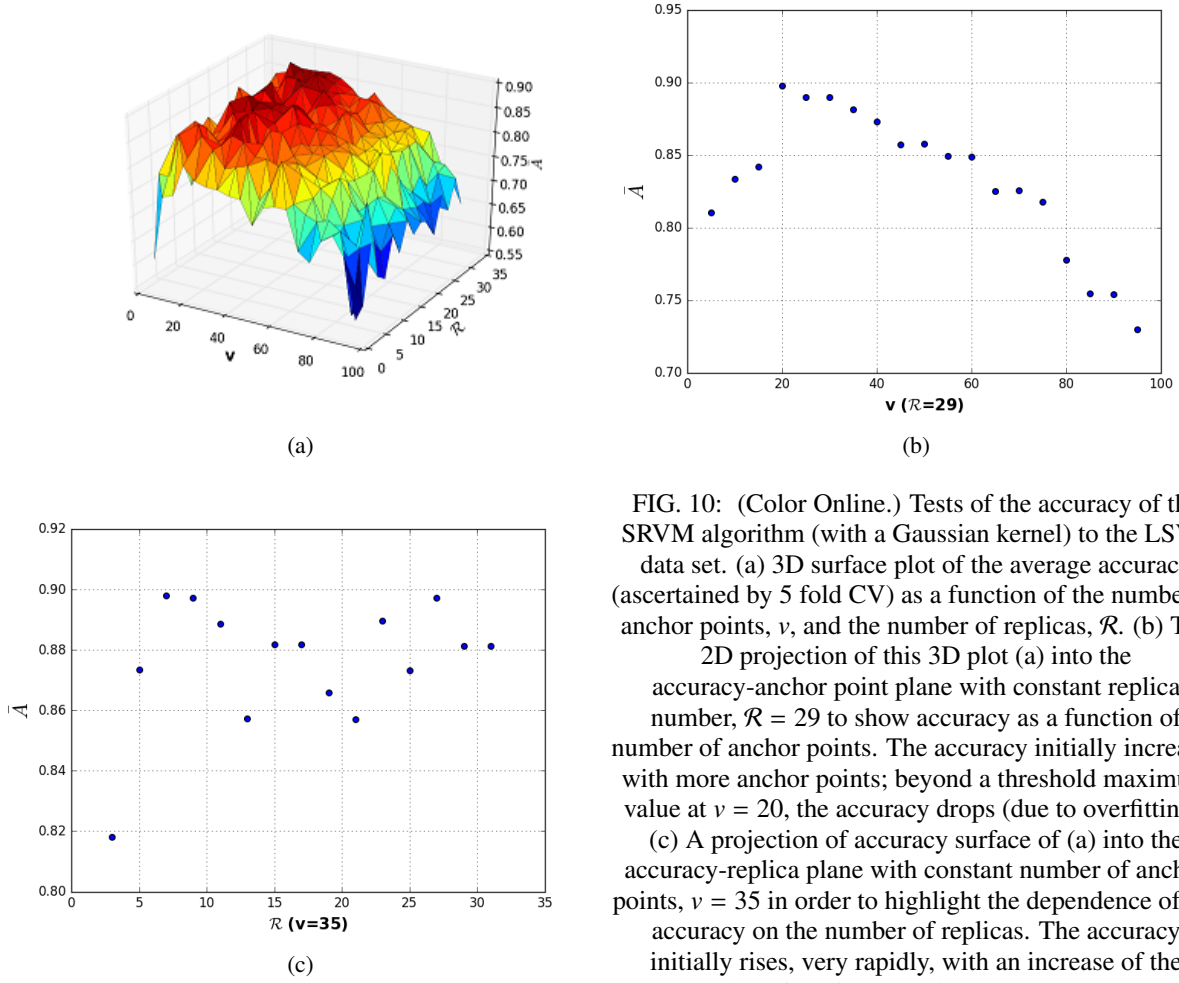 0.90
0.85
0.80
0.75
0.70
0.65
0.60
0.55
A
0
20
40
60
80
100
v
0
5
10
15
20
25
30
35
ℛ
(a)
0.95
0.90
0.85
0.80
0.75
0.70
Ā
0
20
40
60
80
100
v (ℛ=29)
(b)
0.92
0.90
0.88
0.86
0.84
0.82
0.80
Ā
0
5
10
15
20
25
30
35
ℛ (v=35)
(c)
FIG. 10: (Color Online.) Tests of the accuracy of
SRVM algorithm (with a Gaussian kernel) to the
data set. (a) 3D surface plot of the average
(ascertained by 5 fold CV) as a function of the
anchor points, v, and the number of replicas, ℛ. (b)
2D projection of this 3D plot (a) into the
accuracy-anchor point plane with constant replica
number, ℛ = 29 to show accuracy as a function of
number of anchor points. The accuracy initially
with more anchor points; beyond a threshold
value at v = 20, the accuracy drops (due to
(c) A projection of accuracy surface of (a) into the
accuracy-replica plane with constant number of
points, v = 35 in order to highlight the dependence of
accuracy on the number of replicas. The accuracy
initially rises, very rapidly, with an increase of the